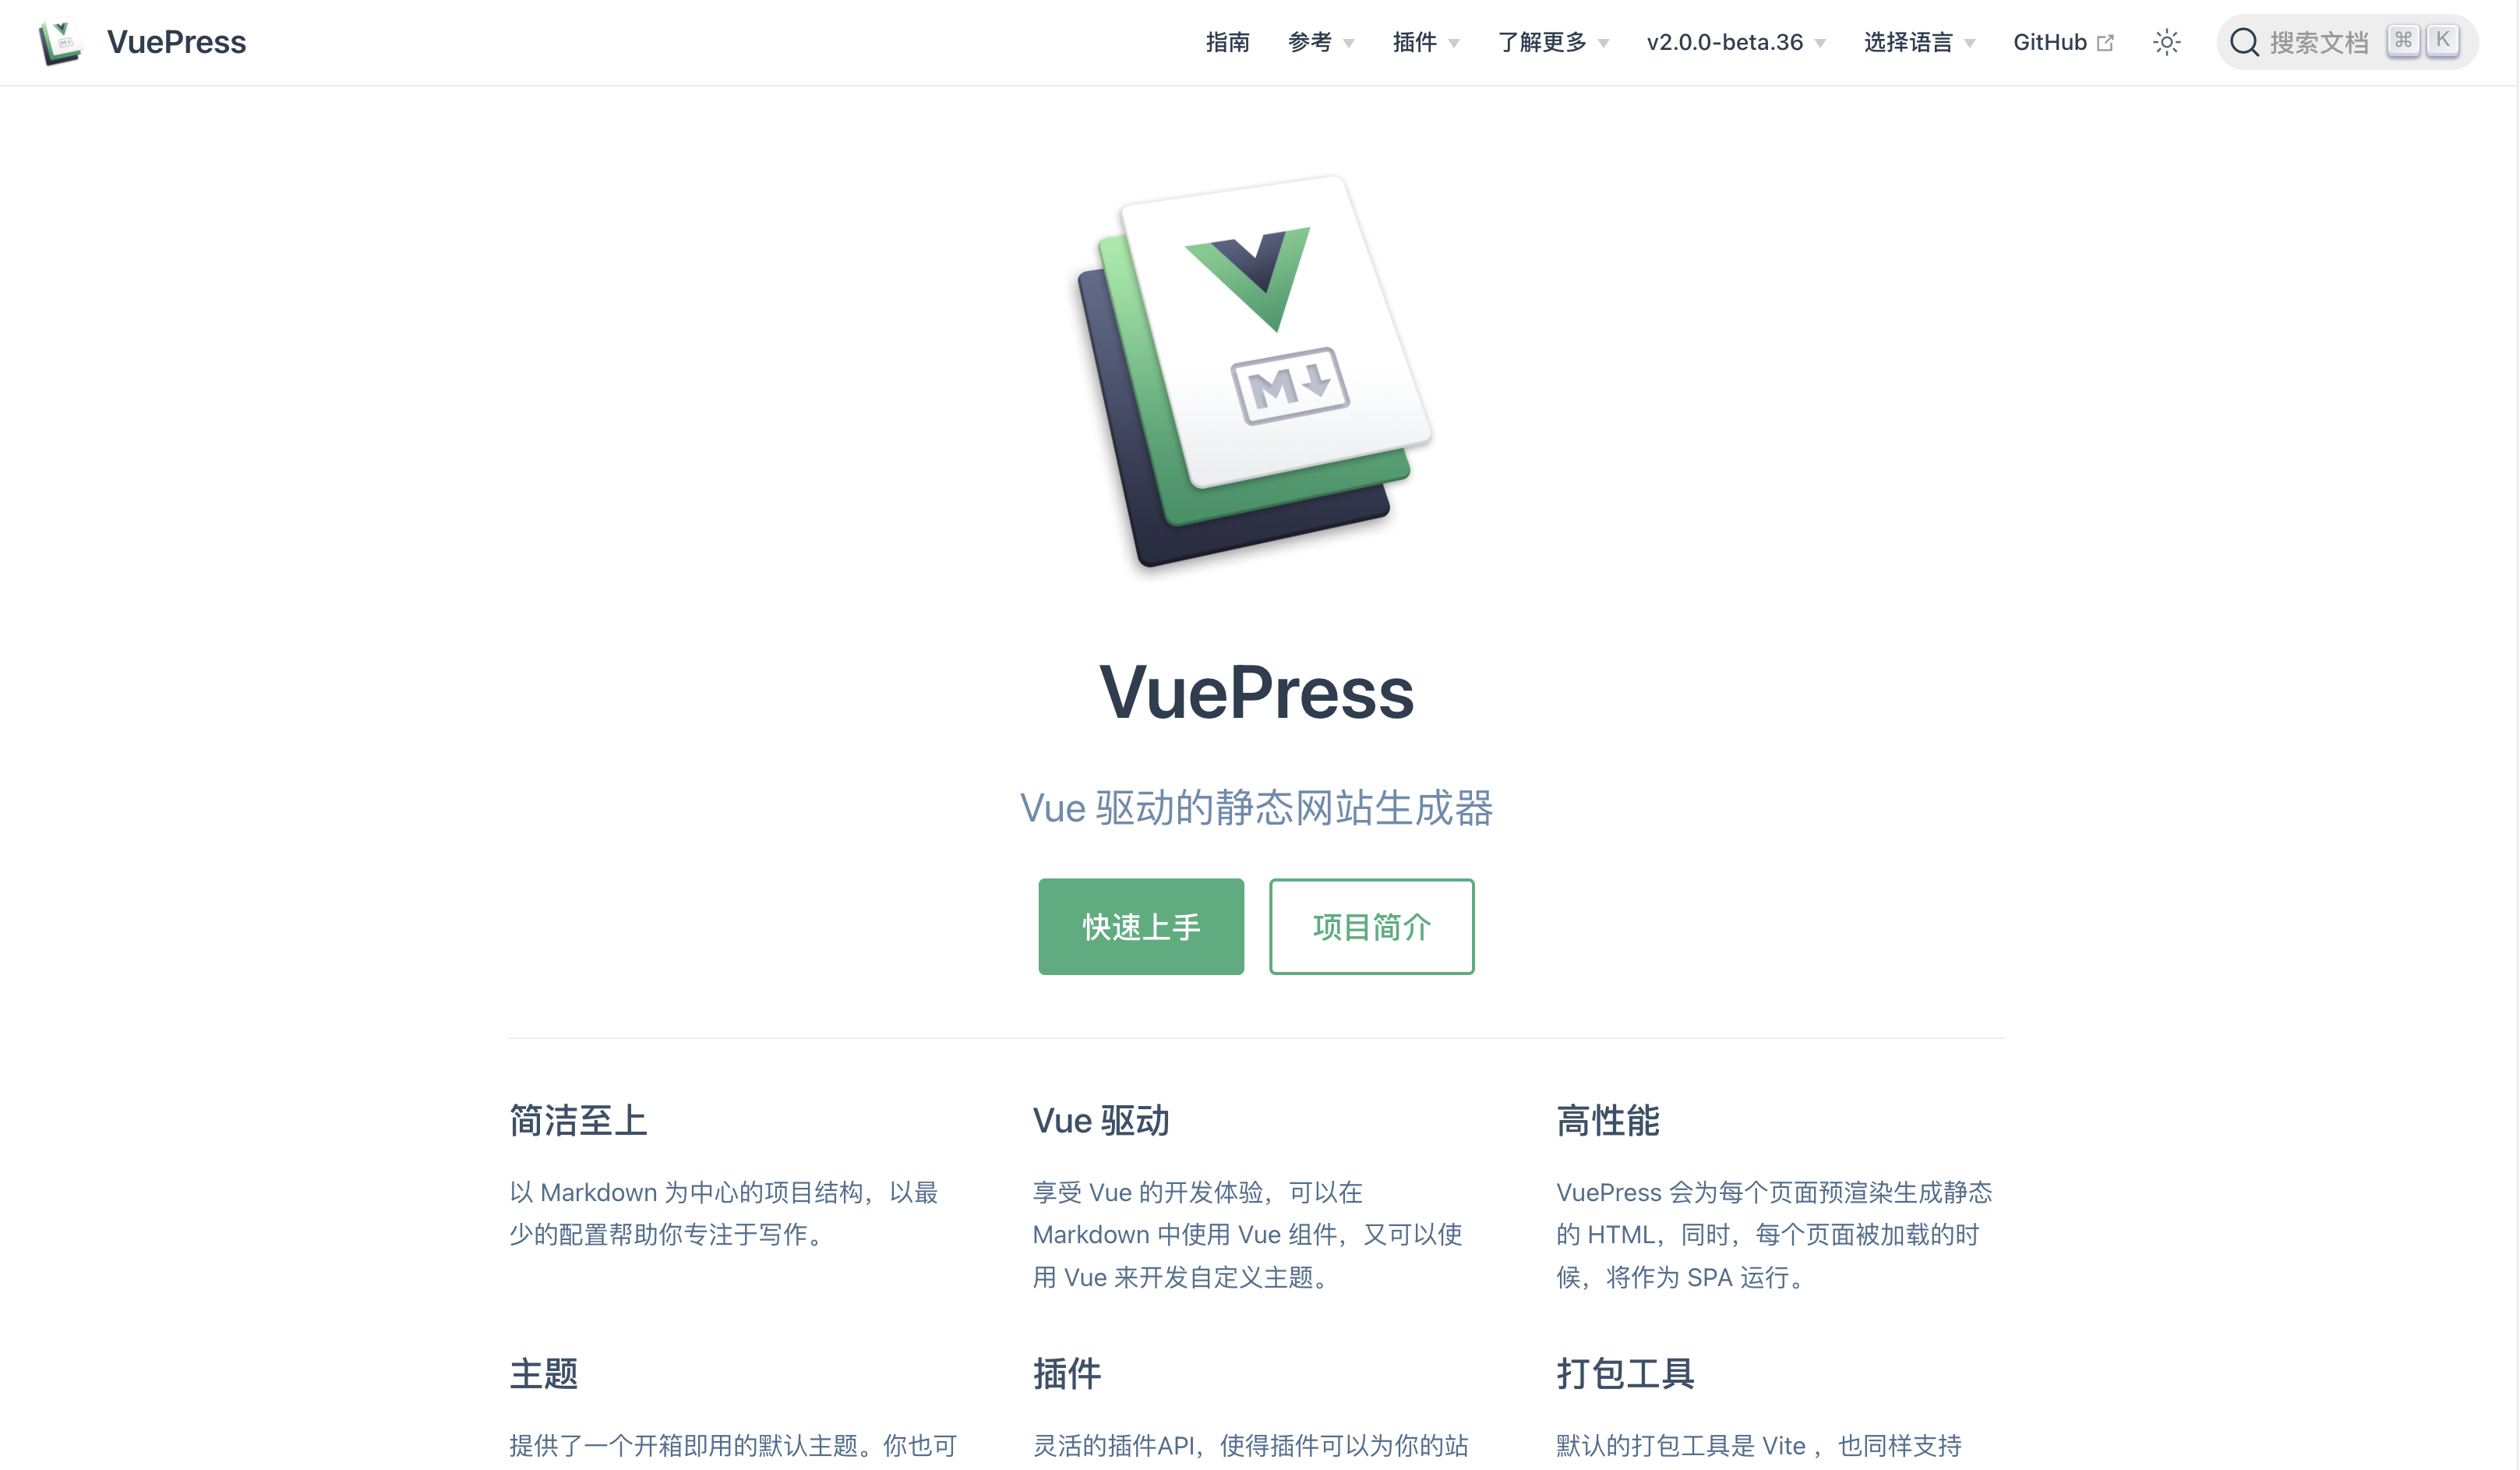 VuePress
指南 参考 插件 了解更多 v2.0.0-beta.36 选择语言 GitHub 搜索文档 ⌘ K
M
VuePress
Vue 驱动的静态网站生成器
快速上手 项目简介
简洁至上
以 Markdown 为中心的项目结构，以最
少的配置帮助你专注于写作。
Vue 驱动
享受 Vue 的开发体验，可以在
Markdown 中使用 Vue 组件，又可以使
用 Vue 来开发自定义主题。
高性能
VuePress 会为每个页面预渲染生成静态
的 HTML，同时，每个页面被加载的时
候，将作为 SPA 运行。
主题
提供了一个开箱即用的默认主题。你也可
插件
灵活的插件API，使得插件可以为你的站
打包工具
默认的打包工具是 Vite ，也同样支持